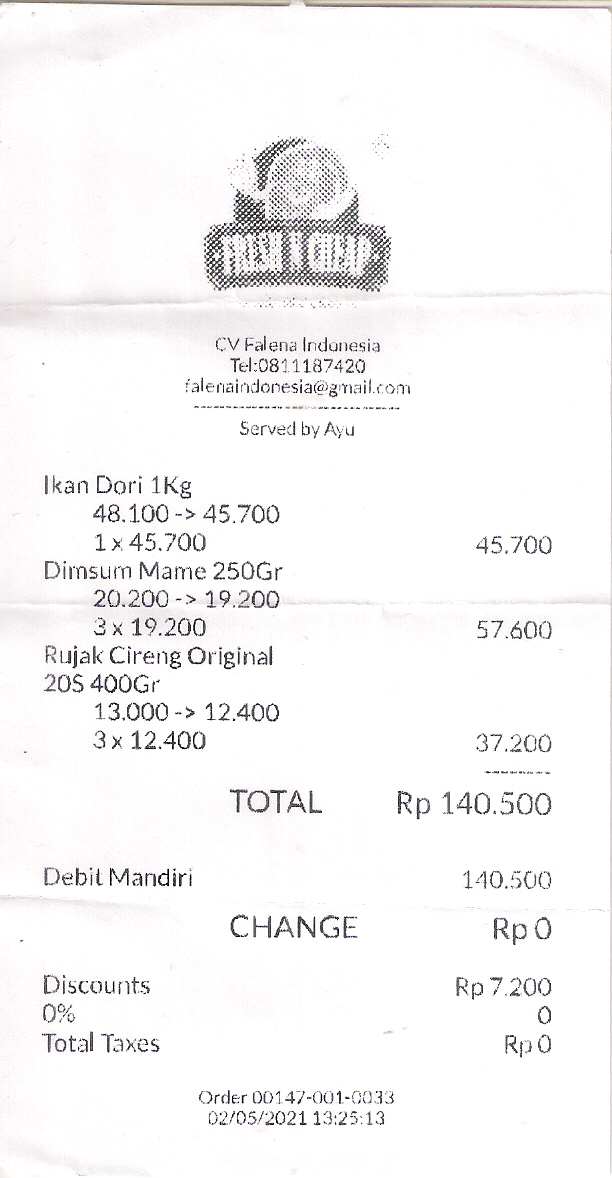 FRESH N CHEAP
CV Falena Indonesia
Tel:0811187420
falenaindonesia@gmail.com
Served by Ayu
Ikan Dori 1Kg
48.100 -> 45.700
1 x 45.700 45.700
Dimsum Mame 250Gr
20.200 -> 19.200
3 x 19.200 57.600
Rujak Cireng Original
20S 400Gr
13.000 -> 12.400
3 x 12.400 37.200
TOTAL Rp 140.500
Debit Mandiri 140.500
CHANGE Rp 0
Discounts Rp 7.200
0% 0
Total Taxes Rp 0
Order 00147-001-0033
02/05/2021 13:25:13